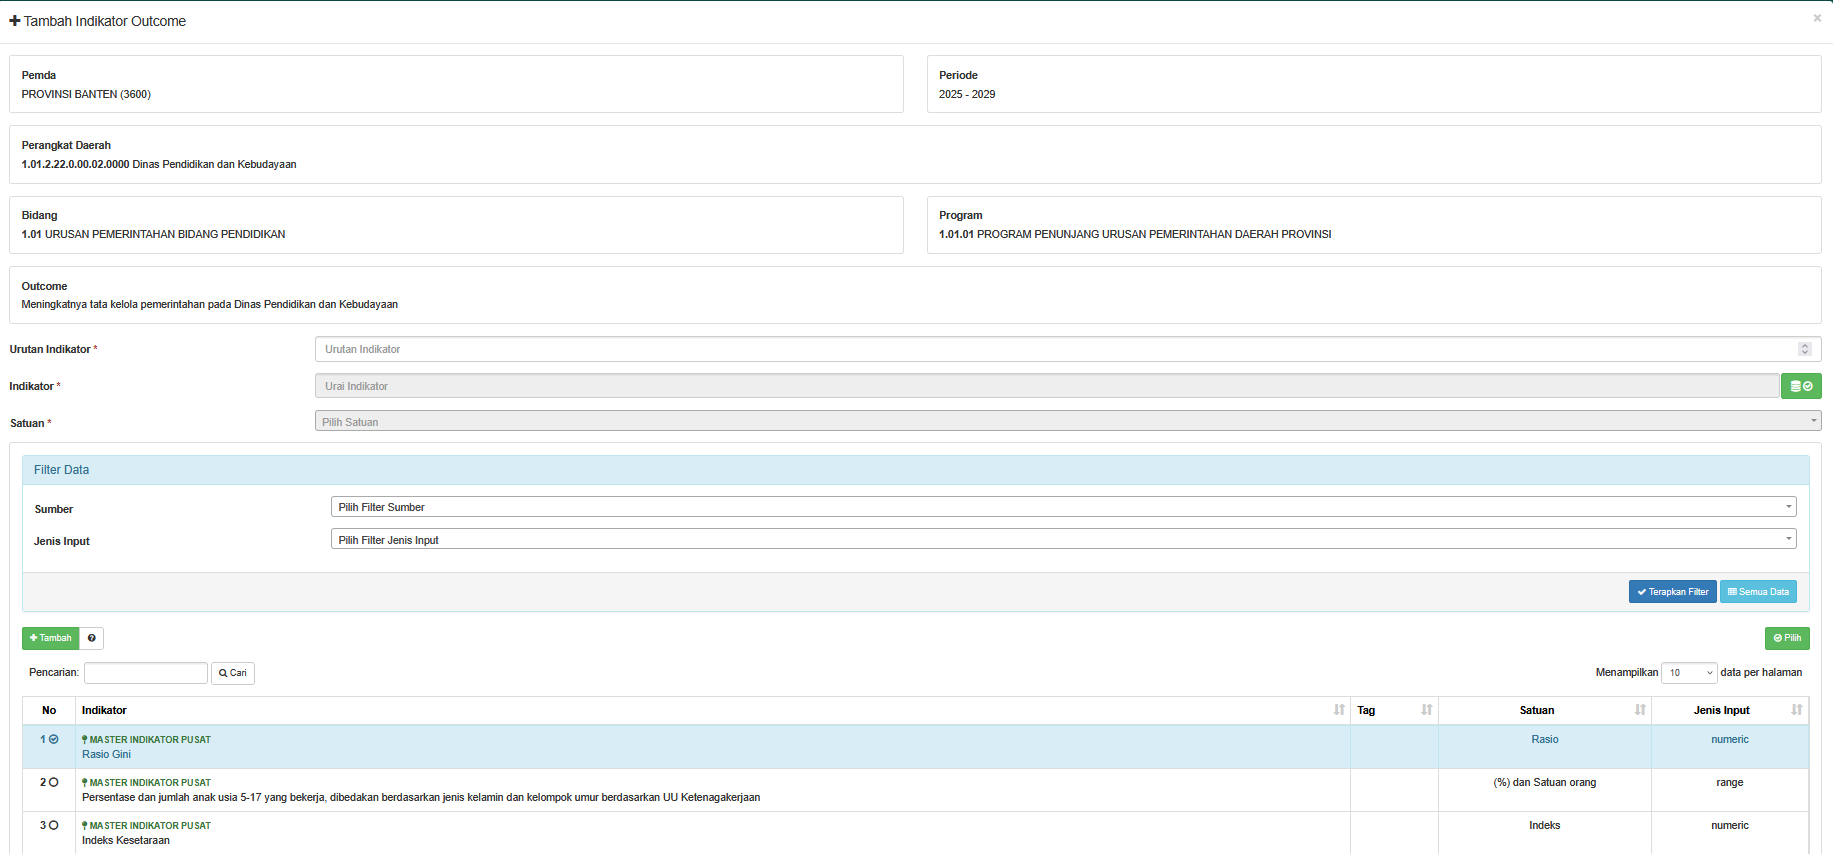 Tambah Indikator Outcome
×
Pemda
PROVINSI BANTEN (3600)
Periode
2025 - 2029
Perangkat Daerah
1.01.2.22.0.00.02.0000 Dinas Pendidikan dan Kebudayaan
Bidang
1.01 URUSAN PEMERINTAHAN BIDANG PENDIDIKAN
Program
1.01.01 PROGRAM PENUNJANG URUSAN PEMERINTAHAN DAERAH PROVINSI
Outcome
Meningkatnya tata kelola pemerintahan pada Dinas Pendidikan dan Kebudayaan
Urutan Indikator * Urutan Indikator
Indikator * Urai Indikator
Satuan * Pilih Satuan
Filter Data
Sumber Pilih Filter Sumber
Jenis Input Pilih Filter Jenis Input
Terapkan Filter Semua Data
Tambah Pilih
Pencarian: Cari Menampilkan 10 data per halaman
No Indikator Tag Satuan Jenis Input
1 MASTER INDIKATOR PUSAT Rasio numeric
Rasio Gini
2 MASTER INDIKATOR PUSAT (%) dan Satuan orang range
Persentase dan jumlah anak usia 5-17 yang bekerja, dibedakan berdasarkan jenis kelamin dan kelompok umur berdasarkan UU Ketenagakerjaan
3 MASTER INDIKATOR PUSAT Indeks numeric
Indeks Kesetaraan